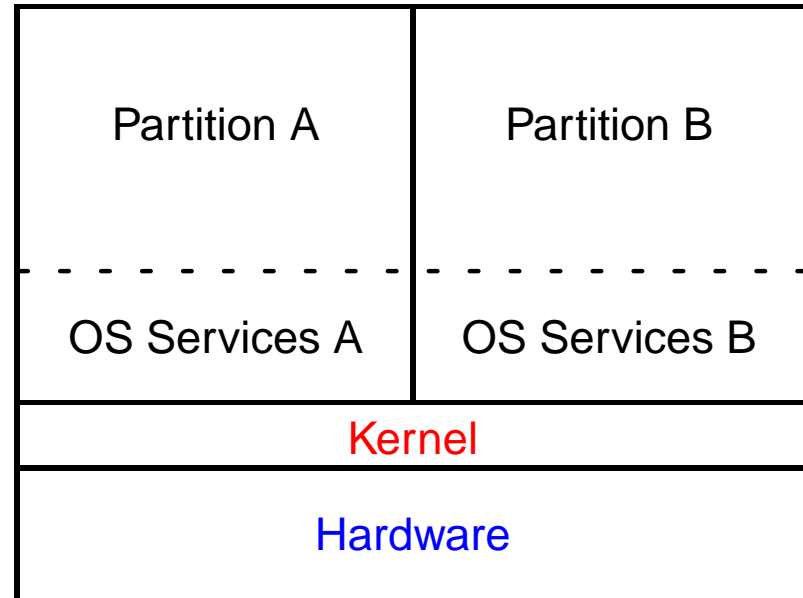 Partition A
Partition B
OS Services A
OS Services B
Kernel
Hardware